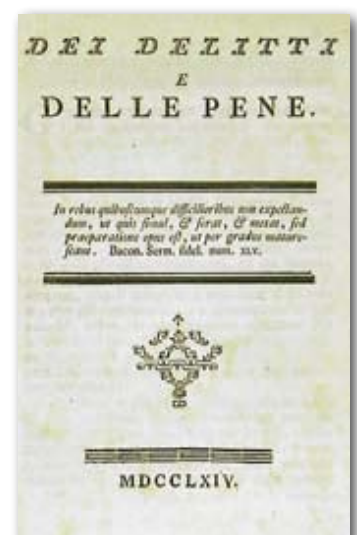 DEI DELITTI
E
DELLE PENE.
In rebus quibuscumque difficilioribus non expectan-
dum, ut quis simul, & serat, & metat, sed
præparatione opus est, ut per gradus mature-
scant. Bacon. Serm. fidel. num. XLV.
MDCCLXIV.